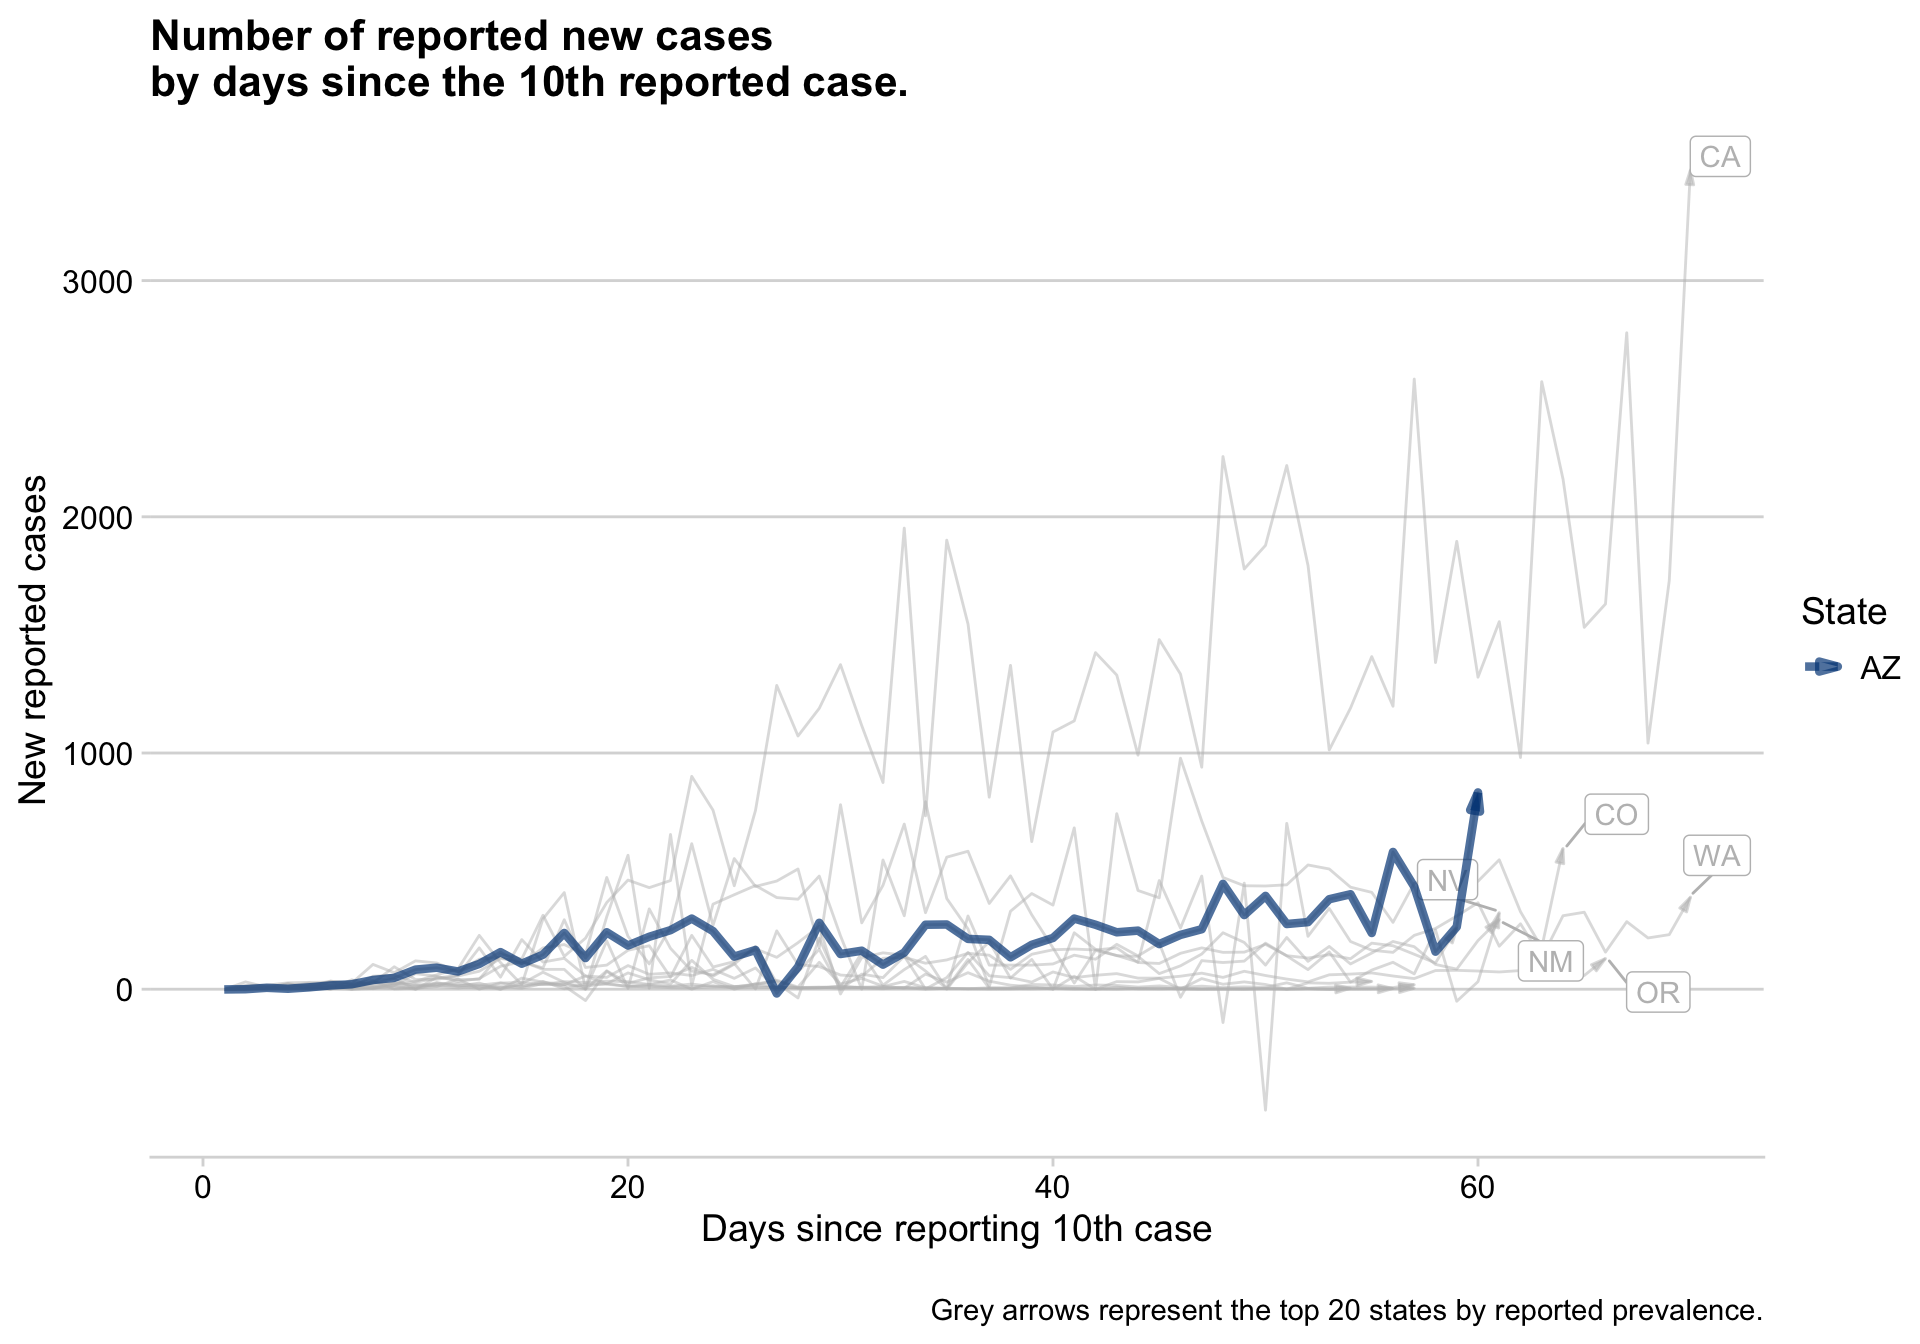 Number of reported new cases
by days since the 10th reported case.
CA
3000
2000
1000
0
New reported cases
CO
WA
NV
NM
OR
State
AZ
0
20
40
60
Days since reporting 10th case
Grey arrows represent the top 20 states by reported prevalence.